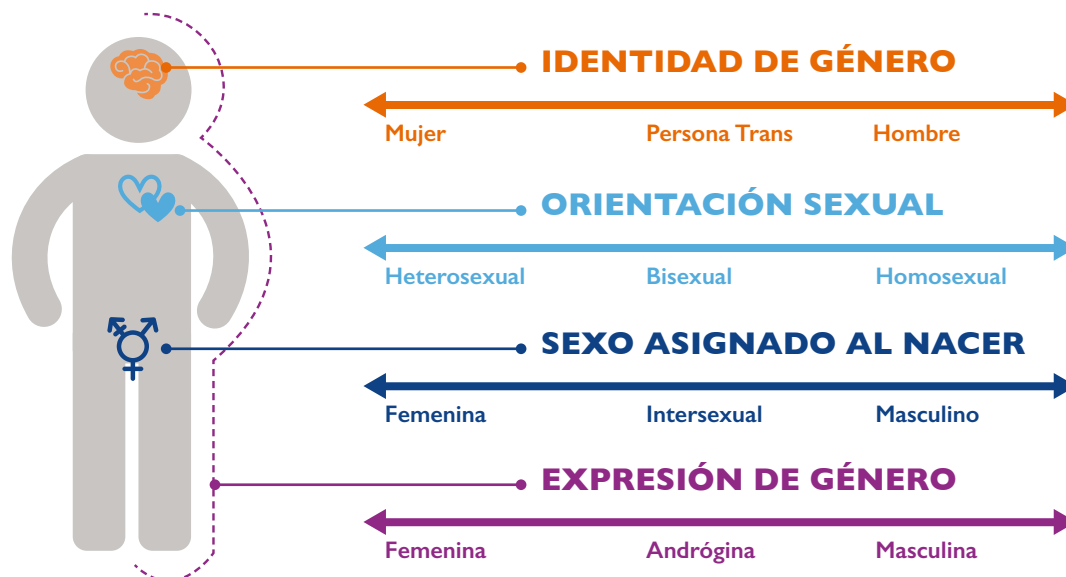 IDENTIDAD DE GÉNERO
Mujer Persona Trans Hombre
ORIENTACIÓN SEXUAL
Heterosexual Bisexual Homosexual
SEXO ASIGNADO AL NACER
Femenina Intersexual Masculino
EXPRESIÓN DE GÉNERO
Femenina Andrógina Masculina